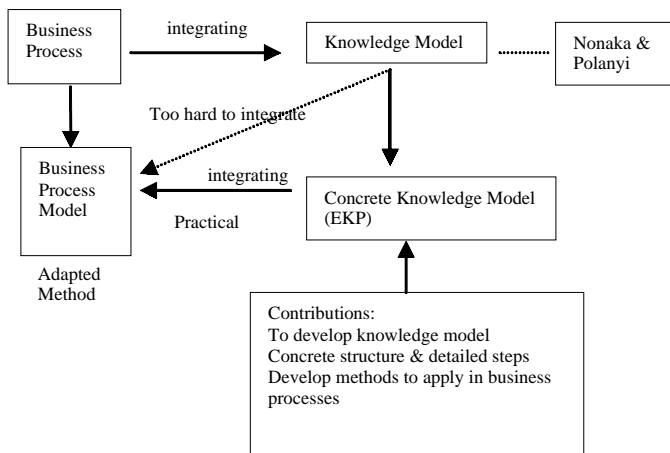 Business
Process
integrating
Knowledge Model
Nonaka &
Polanyi
Too hard to integrate
Business
Process
Model
integrating
Practical
Concrete Knowledge Model
(EKP)
Adapted
Method
Contributions:
To develop knowledge model
Concrete structure & detailed steps
Develop methods to apply in business
processes